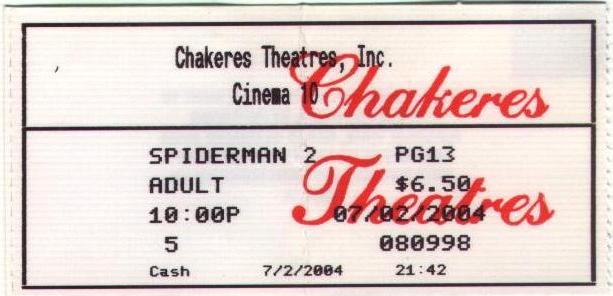 Chakeres Theatres, Inc.
Cinema 10
Chakeres
SPIDERMAN 2 PG13
Theatres
ADULT $6.50
10:00P 07/02/2004
5 080998
Cash 7/2/2004 21:42